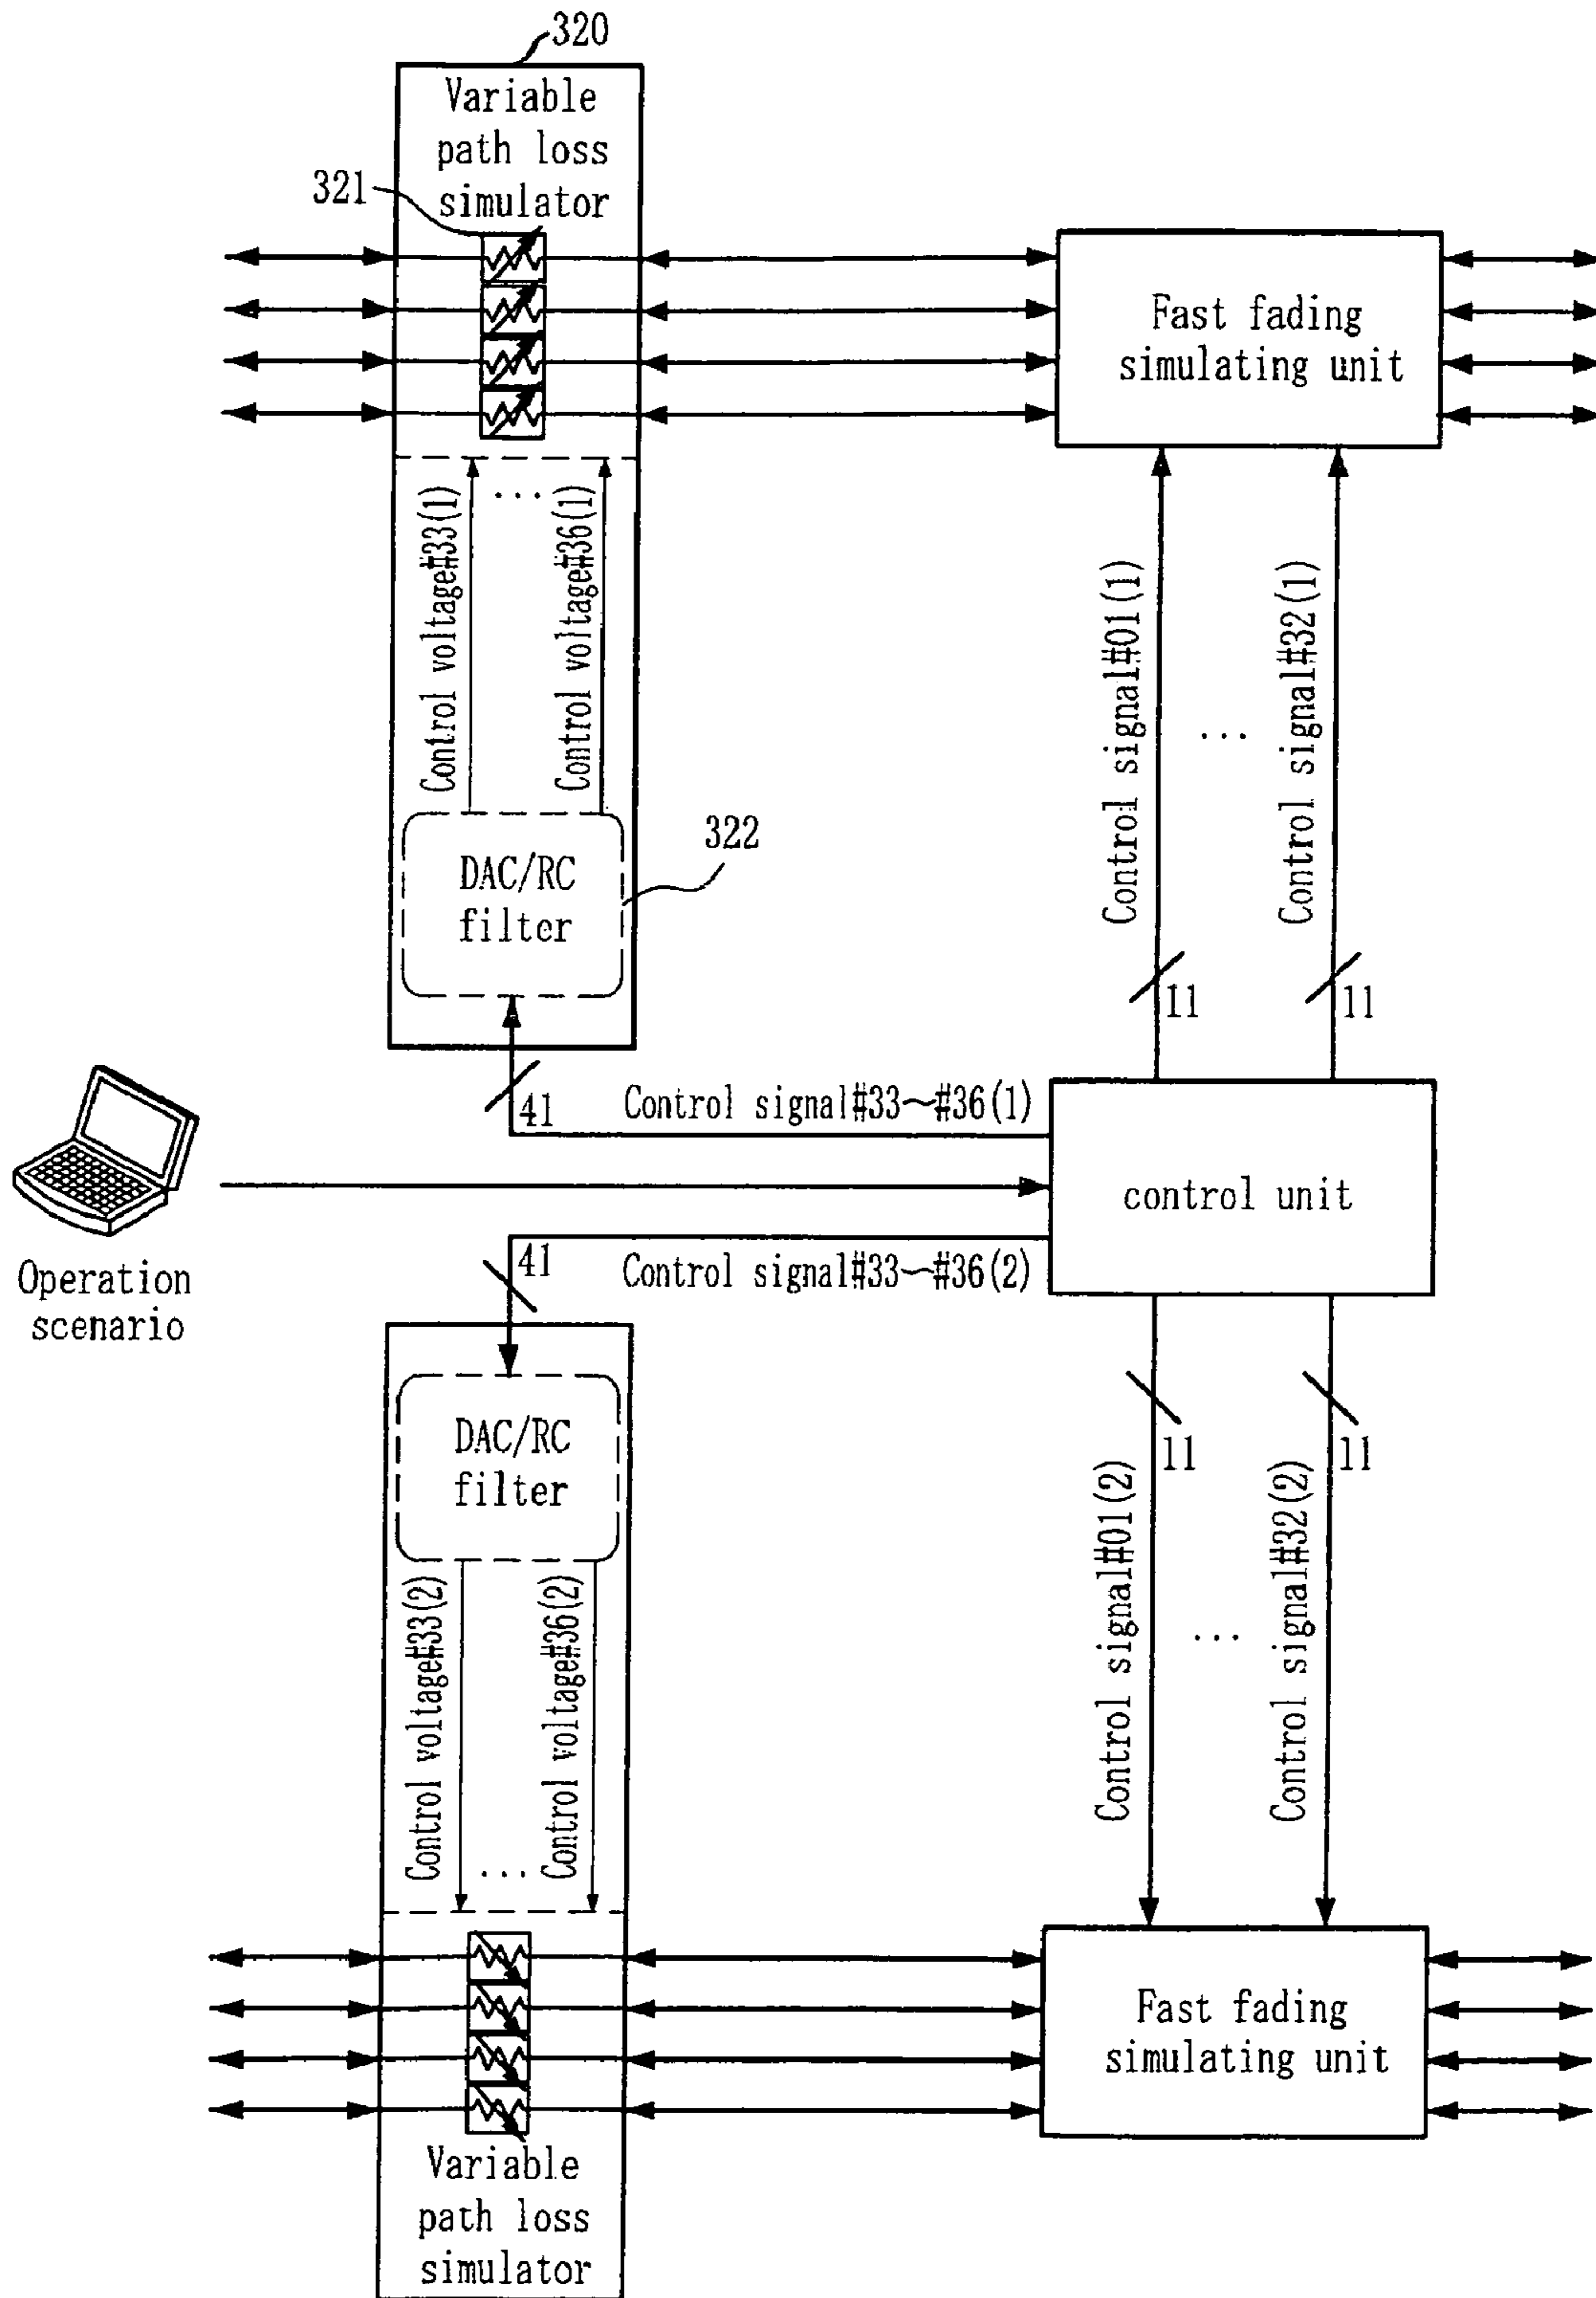 320
Variable
path loss
simulator
321
Fast fading
simulating unit
Control voltage#33(1)
...
Control voltage#36(1)
Control signal#01(1)
...
Control signal#32(1)
322
DAC/RC
filter
11
11
41
Control signal#33~#36(1)
control unit
Operation
scenario
41
Control signal#33~#36(2)
DAC/RC
filter
11
11
Control voltage#33(2)
...
Control voltage#36(2)
Control signal#01(2)
...
Control signal#32(2)
Fast fading
simulating unit
Variable
path loss
simulator